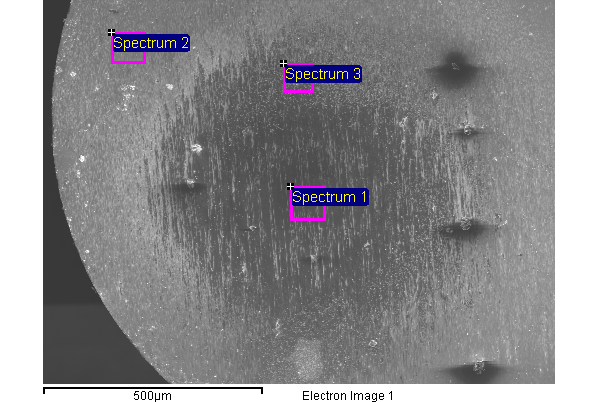 Spectrum 2
Spectrum 3
Spectrum 1
500µm
Electron Image 1